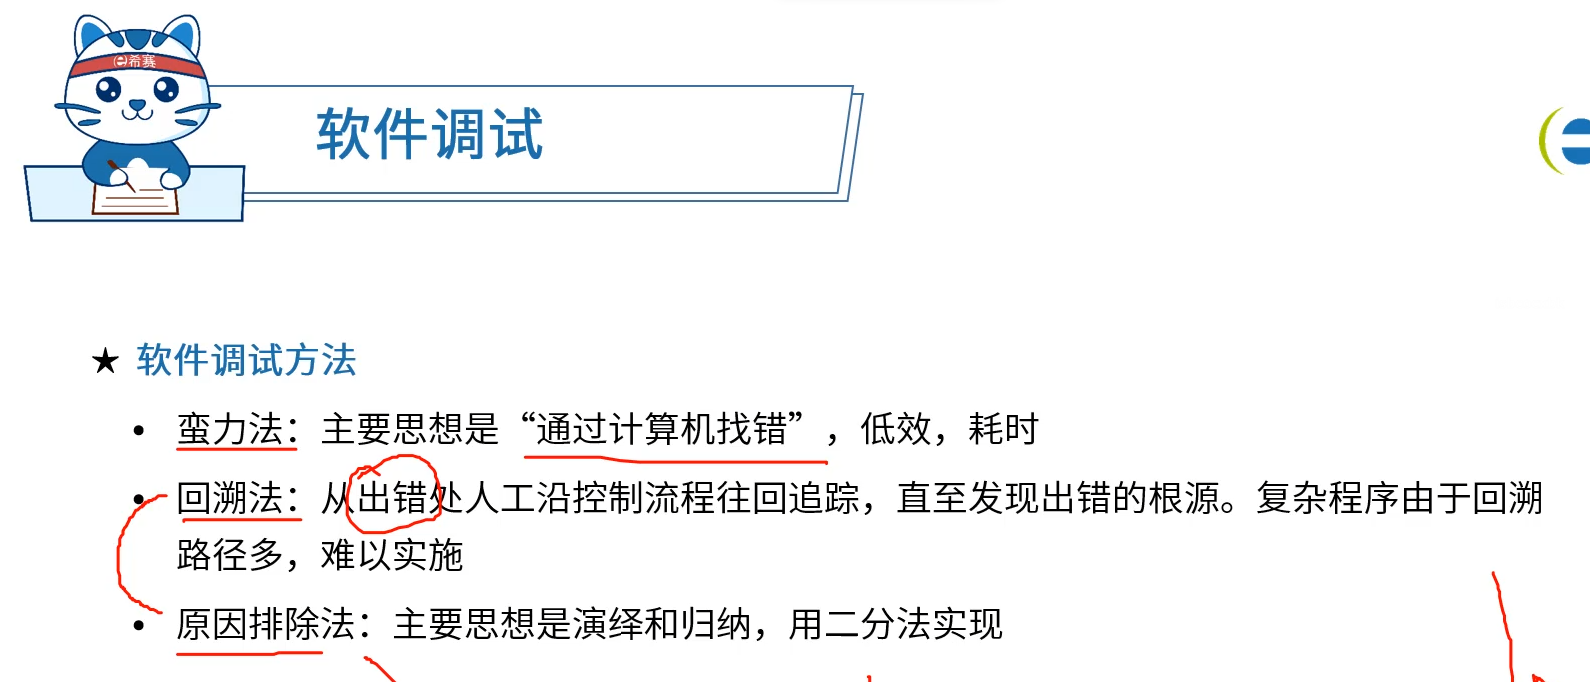 e希赛
软件调试
★ 软件调试方法
• 蛮力法：主要思想是“通过计算机找错”，低效，耗时
• 回溯法：从出错处人工沿控制流程往回追踪，直至发现出错的根源。复杂程序由于回溯
路径多，难以实施
• 原因排除法：主要思想是演绎和归纳，用二分法实现